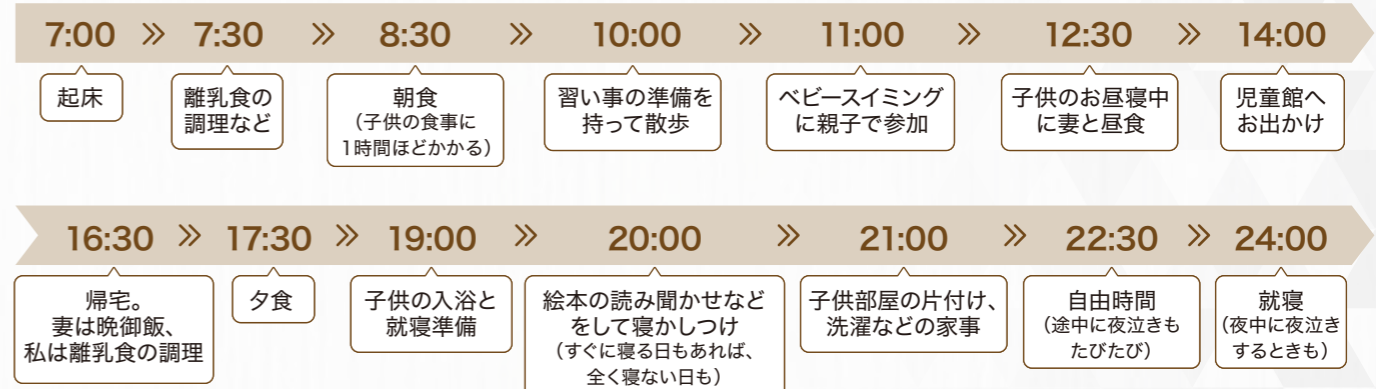 7:00 » 7:30 » 8:30 » 10:00 » 11:00 » 12:30 » 14:00
起床
離乳食の
調理など
朝食
(子供の食事に
1時間ほどかかる)
習い事の準備を
持って散歩
ベビースイミング
に親子で参加
子供のお昼寝中
に妻と昼食
児童館へ
お出かけ
16:30 » 17:30 » 19:00 » 20:00 » 21:00 » 22:30 » 24:00
帰宅。
妻は晩御飯、
私は離乳食の調理
夕食
子供の入浴と
就寝準備
絵本の読み聞かせなど
をして寝かしつけ
(すぐに寝る日もあれば、
全く寝ない日も)
子供部屋の片付け、
洗濯などの家事
自由時間
(途中に夜泣きも
たびたび)
就寝
(夜中に夜泣き
するときも)